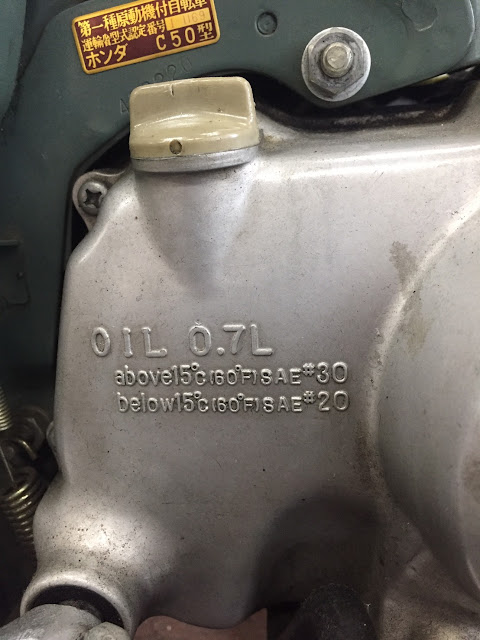 第一種原動機付自転車
運輸省型式認定番号
ホンダ C50型
OIL 0.7L
above15°C(60°F)SAE#30
below15°C(60°F)SAE#20